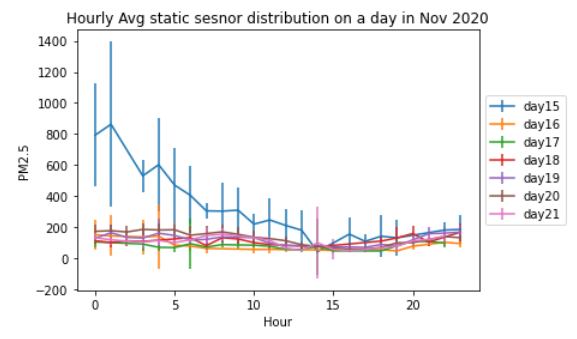 Hourly Avg static sesnor distribution on a day in Nov 2020
1400
1200
1000
800
600
400
200
0
−200
PM2.5
0 5 10 15 20
Hour
day15
day16
day17
day18
day19
day20
day21